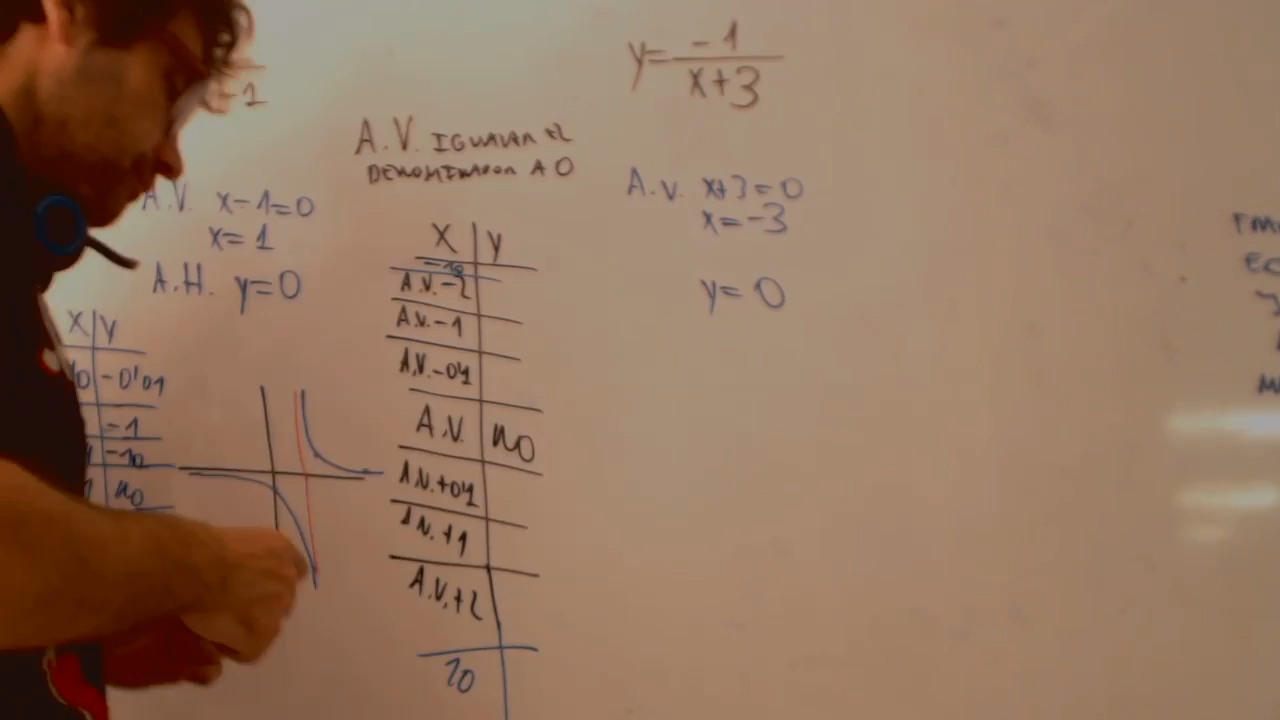 x-1
A.V. x-1=0
x=1
A.H. y=0
X | Y
-0'01
-1
-10
no
A.V. IGUALAR EL
DENOMINADOR A 0
X | Y
-10
A.V.-2
A.V.-1
A.V.-0'1
A.V. | no
A.V.+0'1
A.V.+1
A.V.+2
10
y= -1
x+3
A.V. x+3=0
x=-3
y=0